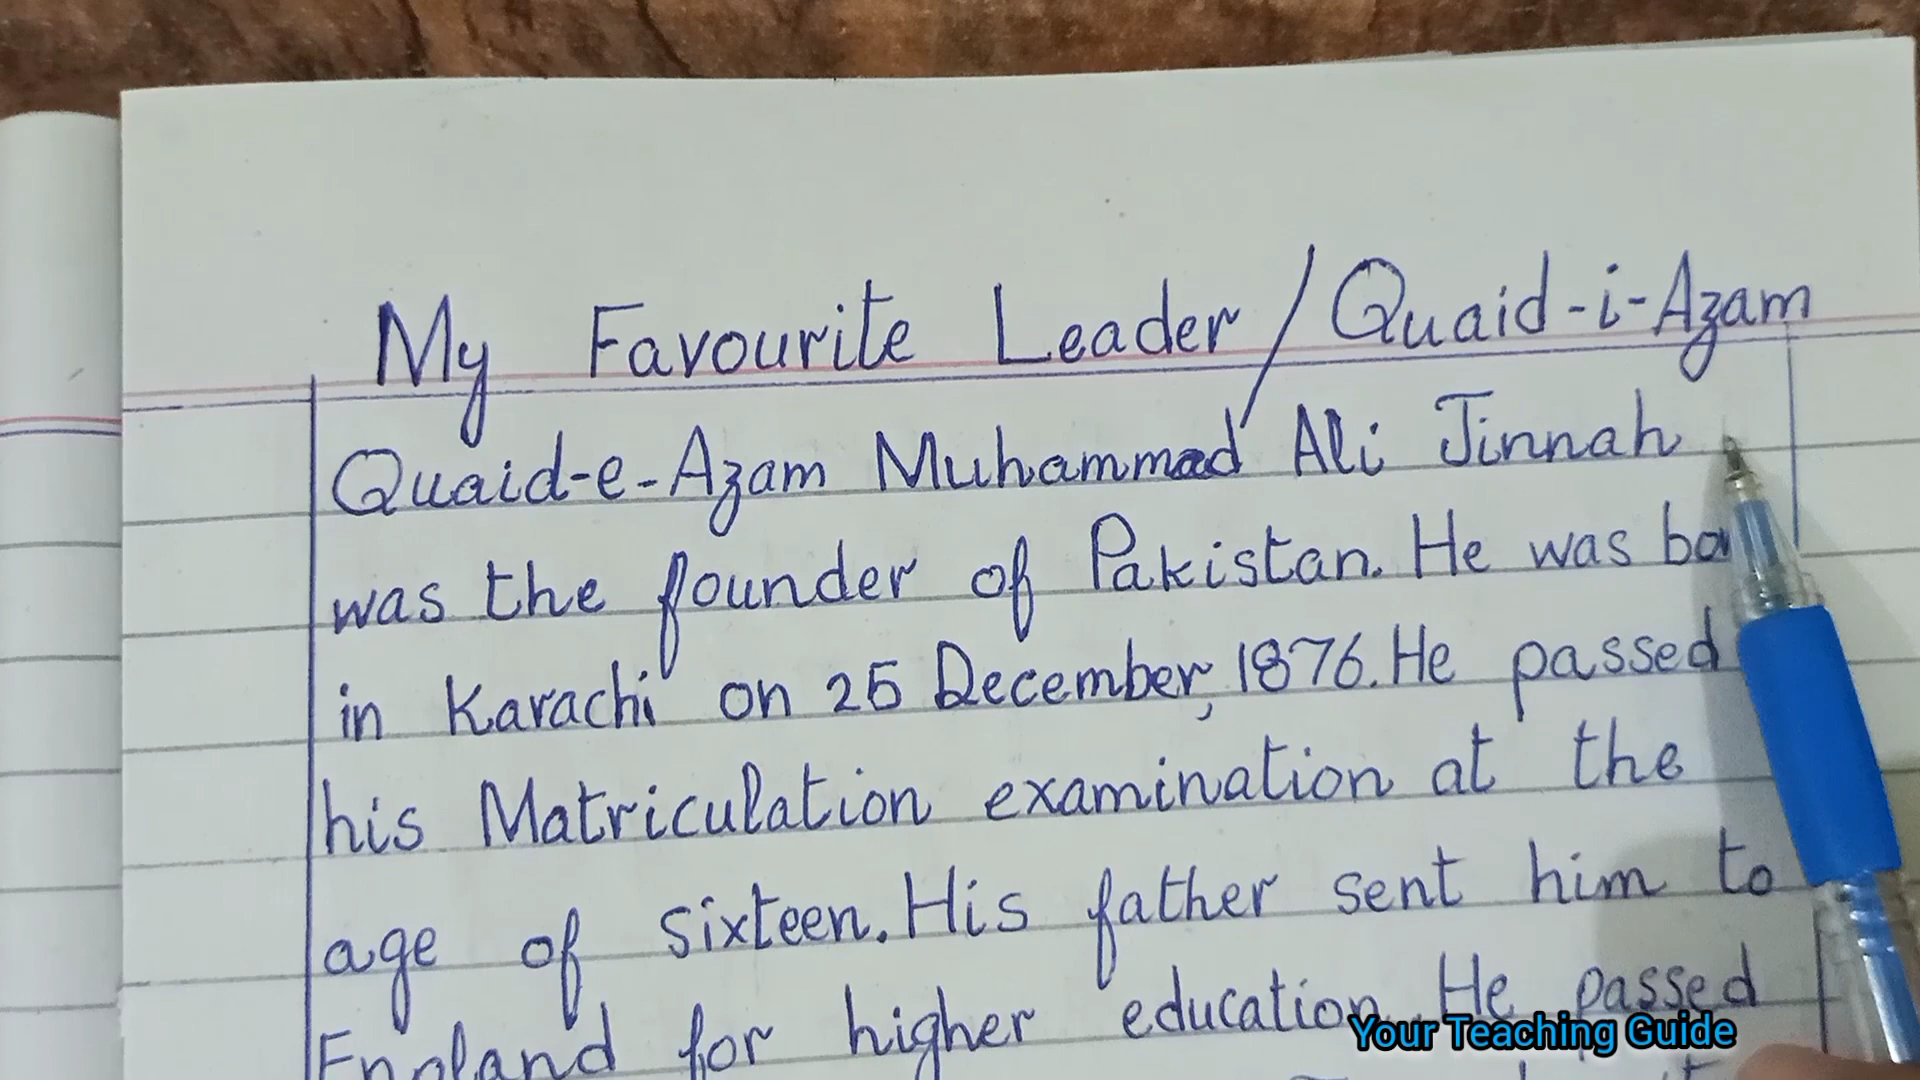 My Favourite Leader / Quaid-i-Azam
Quaid-e-Azam Muhammad Ali Jinnah
was the founder of Pakistan. He was
in Karachi on 25 December, 1876. He passed
his Matriculation examination at the
age of sixteen. His father sent him to
England for higher education. He passed
Your Teaching Guide